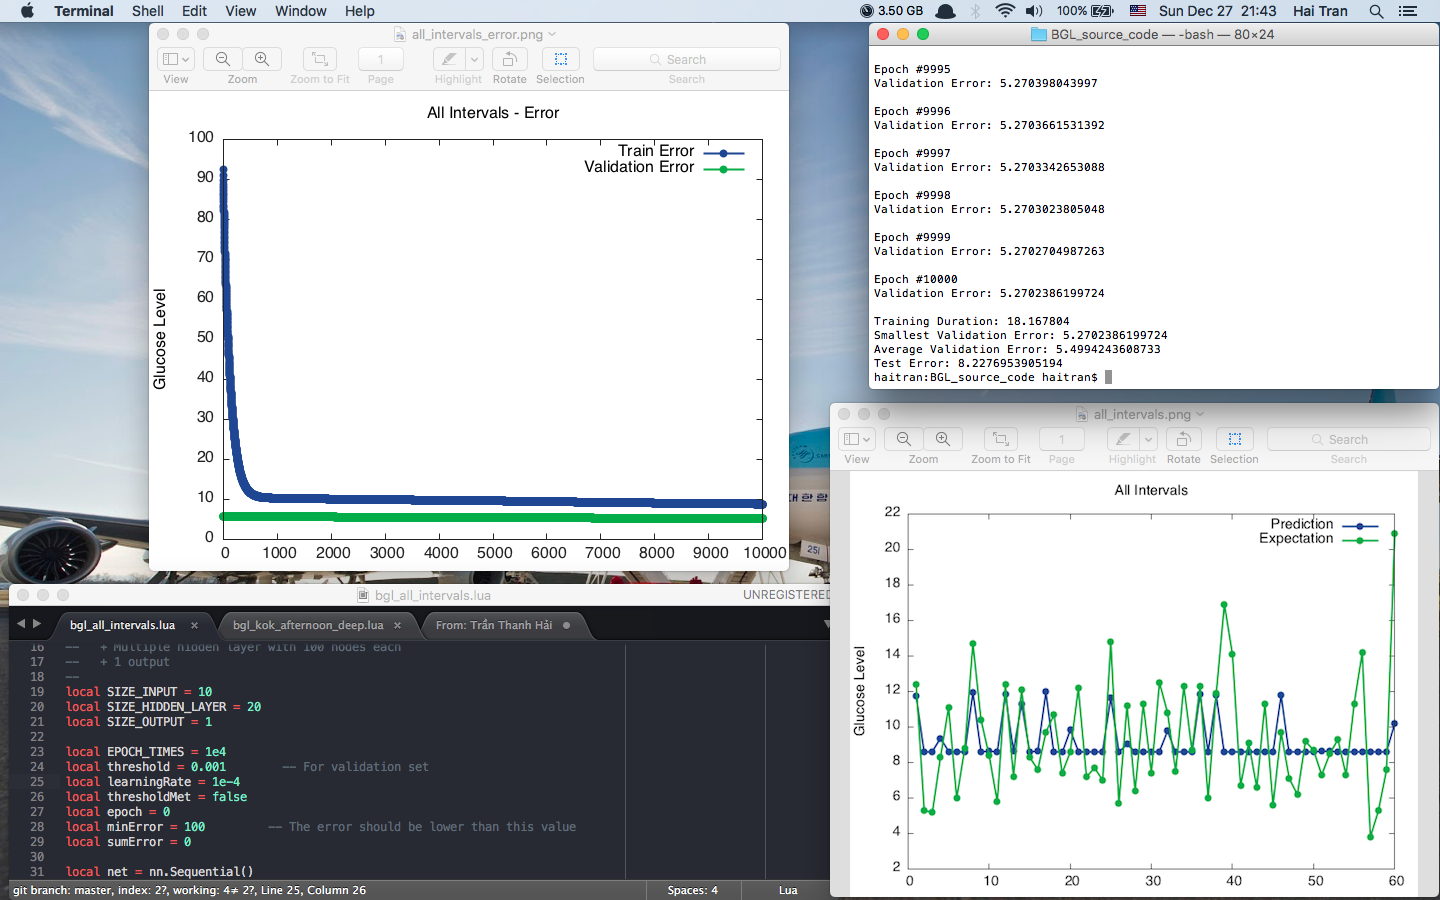 Terminal Shell Edit View Window Help 3.50 GB 100% Sun Dec 27 21:43 Hai Tran
all_intervals_error.png
1 Search
View Zoom Zoom to Fit Page Highlight Rotate Selection Search
All Intervals - Error
Train Error
Validation Error
100
90
80
70
60
50
40
30
20
10
0
Glucose Level
0 1000 2000 3000 4000 5000 6000 7000 8000 9000 10000
BGL_source_code — -bash — 80×24
Epoch #9995
Validation Error: 5.270398043997
Epoch #9996
Validation Error: 5.2703661531392
Epoch #9997
Validation Error: 5.2703342653088
Epoch #9998
Validation Error: 5.2703023805048
Epoch #9999
Validation Error: 5.2702704987263
Epoch #10000
Validation Error: 5.2702386199724
Training Duration: 18.167804
Smallest Validation Error: 5.2702386199724
Average Validation Error: 5.4994243608733
Test Error: 8.2276953905194
haitran:BGL_source_code haitran$
대한항
251
bgl_all_intervals.lua UNREGISTERED
bgl_all_intervals.lua × bgl_kok_afternoon_deep.lua × From: Trần Thanh Hải
16 -- + Multiple hidden layer with 100 nodes each
17 -- + 1 output
18 --
19 local SIZE_INPUT = 10
20 local SIZE_HIDDEN_LAYER = 20
21 local SIZE_OUTPUT = 1
22
23 local EPOCH_TIMES = 1e4
24 local threshold = 0.001 -- For validation set
25 local learningRate = 1e-4
26 local thresholdMet = false
27 local epoch = 0
28 local minError = 100 -- The error should be lower than this value
29 local sumError = 0
30
31 local net = nn.Sequential()
git branch: master, index: 2?, working: 4≠ 2?, Line 25, Column 26 Spaces: 4 Lua
all_intervals.png
1 Search
View Zoom Zoom to Fit Page Highlight Rotate Selection Search
All Intervals
Prediction
Expectation
22
20
18
16
14
12
10
8
6
4
2
Glucose Level
0 10 20 30 40 50 60